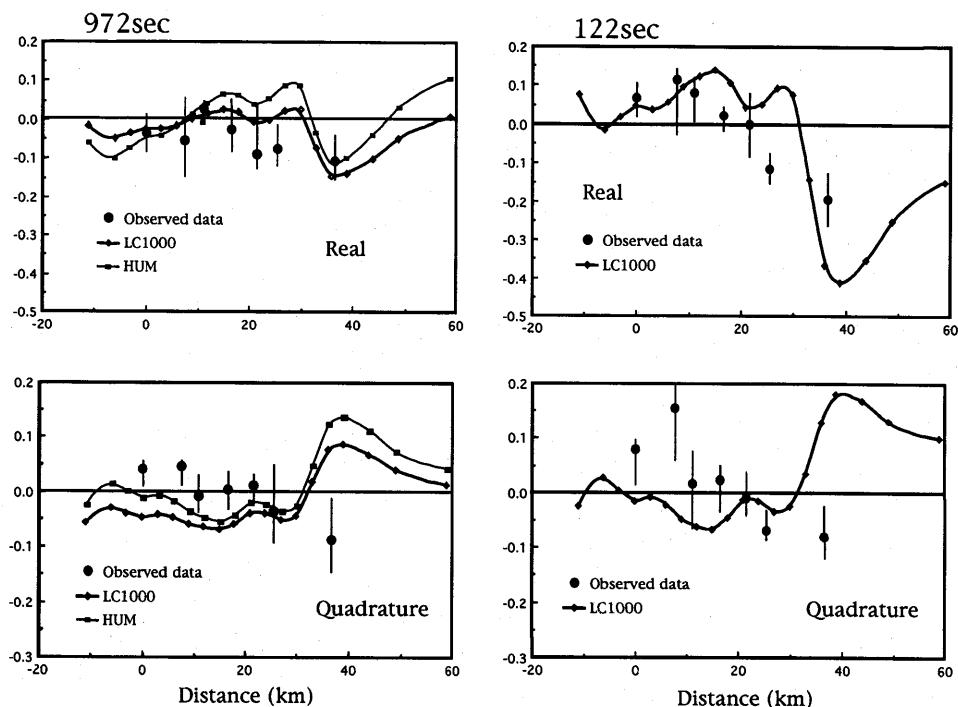 972sec
0.2
0.1
0.0
-0.1
-0.2
-0.3
-0.4
-0.5
-20
0
20
40
60
Observed data
LC1000
HUM
Real
122sec
0.2
0.1
0.0
-0.1
-0.2
-0.3
-0.4
-0.5
-20
0
20
40
60
Real
Observed data
LC1000
0.2
0.1
0.0
-0.1
-0.2
-0.3
-20
0
20
40
60
Observed data
LC1000
HUM
Quadrature
Distance (km)
0.2
0.1
0.0
-0.1
-0.2
-0.3
-20
0
20
40
60
Observed data
LC1000
Quadrature
Distance (km)